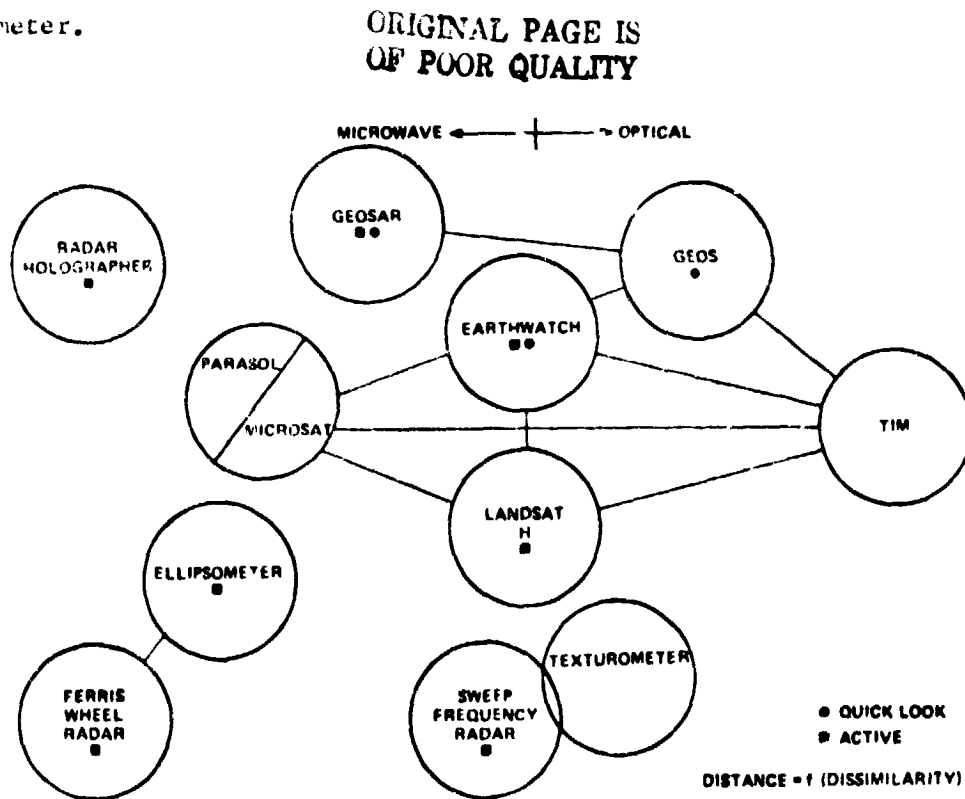 meter.
ORIGINAL PAGE IS
OF POOR QUALITY
MICROWAVE
OPTICAL
GEOSAR
RADAR
HOLOGRAPHER
GEOS
EARTHWATCH
PARASOL
MICROSAT
TIM
LANDSAT
H
ELLIPSOMETER
TEXTUROMETER
FERRIS
WHEEL
RADAR
SWEEP
FREQUENCY
RADAR
QUICK LOOK
ACTIVE
DISTANCE = f (DISSIMILARITY)